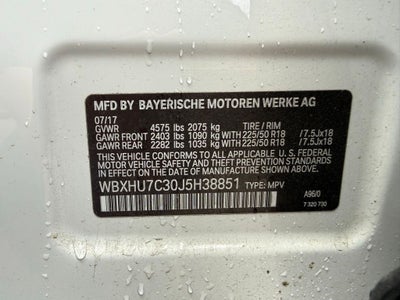 MFD BY BAYERISCHE MOTOREN WERKE AG
07/17
GVWR 4575 lbs 2075 kg TIRE / RIM
GAWR FRONT 2403 lbs 1090 kg WITH 225/50 R18 /7.5Jx18
GAWR REAR 2282 lbs 1035 kg WITH 225/50 R18 /7.5Jx18
THIS VEHICLE CONFORMS TO ALL APPLICABLE U. S. FEDERAL
MOTOR VEHICLE SAFETY AND THEFT PREVENTION STANDARDS
IN EFFECT ON THE DATE OF MANUFACTURE SHOWN ABOVE.
WBXHU7C30J5H38851 TYPE: MPV
A96/0
7 320 730